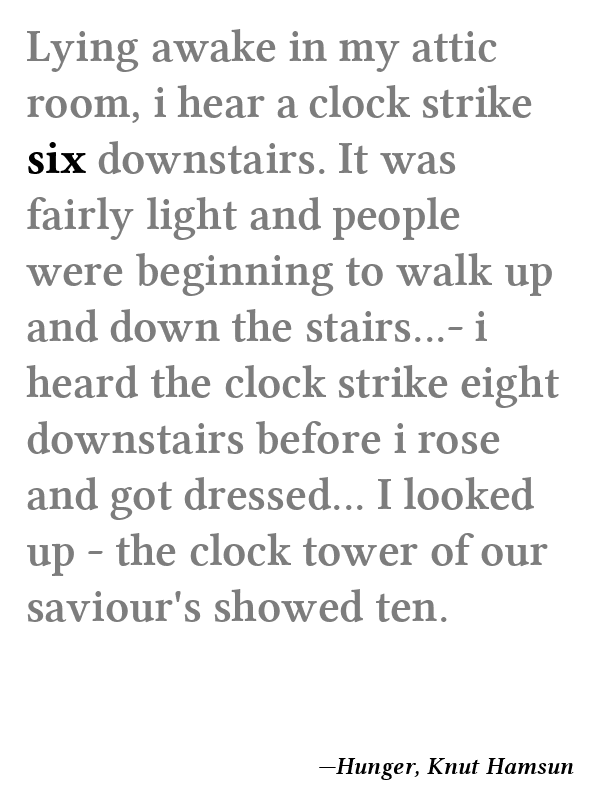 Lying awake in my attic
room, i hear a clock strike
six downstairs. It was
fairly light and people
were beginning to walk up
and down the stairs...- i
heard the clock strike eight
downstairs before i rose
and got dressed... I looked
up - the clock tower of our
saviour's showed ten.
—Hunger, Knut Hamsun